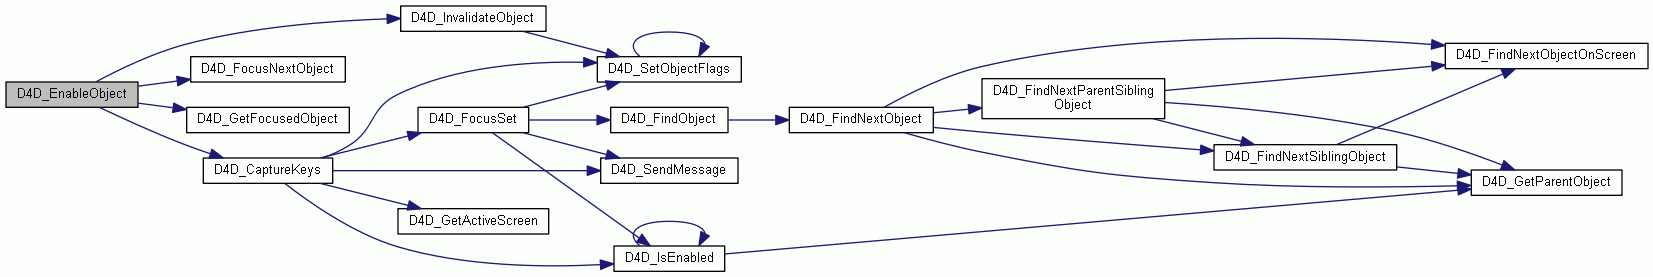 D4D_InvalidateObject
D4D_FindNextObjectOnScreen
D4D_FocusNextObject
D4D_SetObjectFlags
D4D_EnableObject
D4D_FindNextParentSibling
Object
D4D_GetFocusedObject
D4D_FocusSet
D4D_FindObject
D4D_FindNextObject
D4D_FindNextSiblingObject
D4D_CaptureKeys
D4D_SendMessage
D4D_GetParentObject
D4D_GetActiveScreen
D4D_IsEnabled